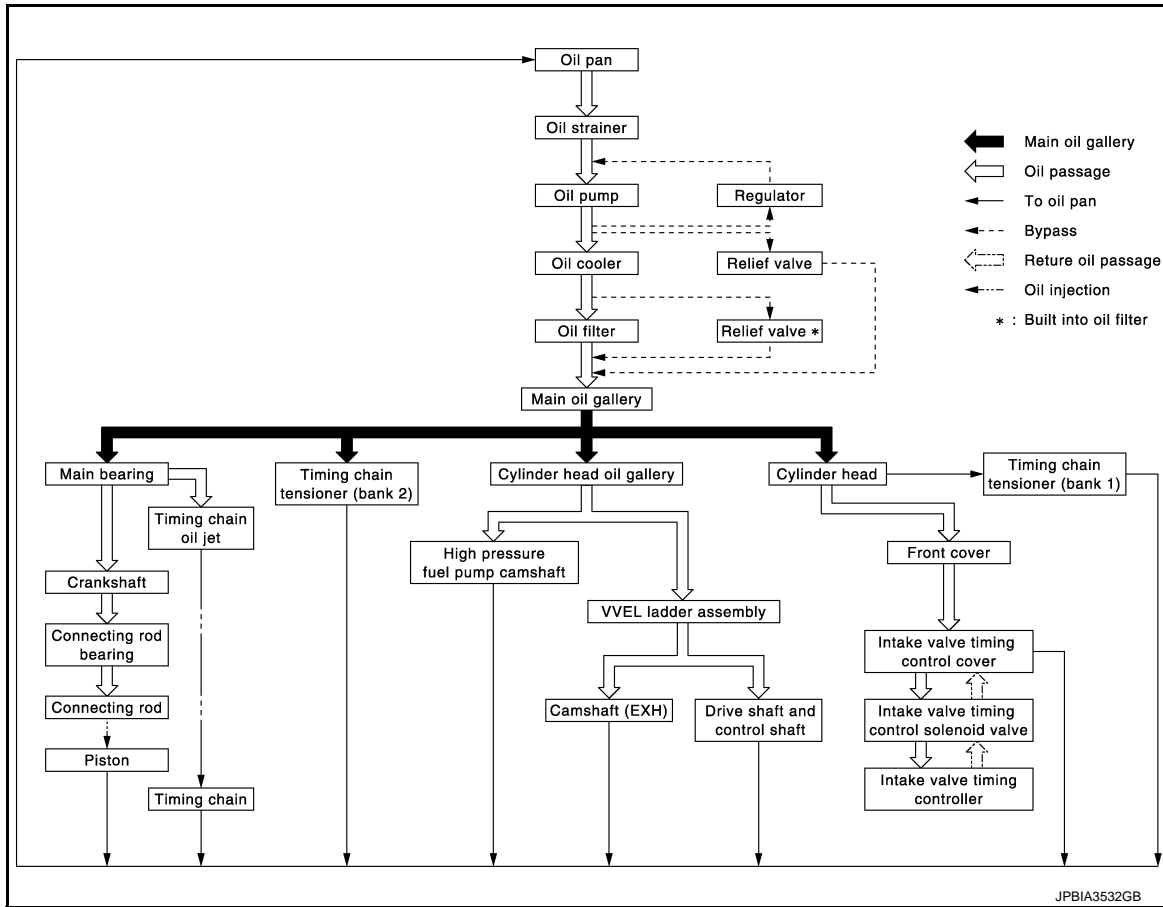 Oil pan
Oil strainer
Main oil gallery
Oil passage
Oil pump
Regulator
To oil pan
Bypass
Oil cooler
Relief valve
Reture oil passage
Oil injection
Oil filter
Relief valve *
* : Built into oil filter
Main oil gallery
Main bearing
Timing chain
tensioner (bank 2)
Cylinder head oil gallery
Cylinder head
Timing chain
tensioner (bank 1)
Timing chain
oil jet
High pressure
fuel pump camshaft
Front cover
Crankshaft
VVEL ladder assembly
Connecting rod
bearing
Intake valve timing
control cover
Connecting rod
Camshaft (EXH)
Drive shaft and
control shaft
Intake valve timing
control solenoid valve
Piston
Timing chain
Intake valve timing
controller
JPBIA3532GB